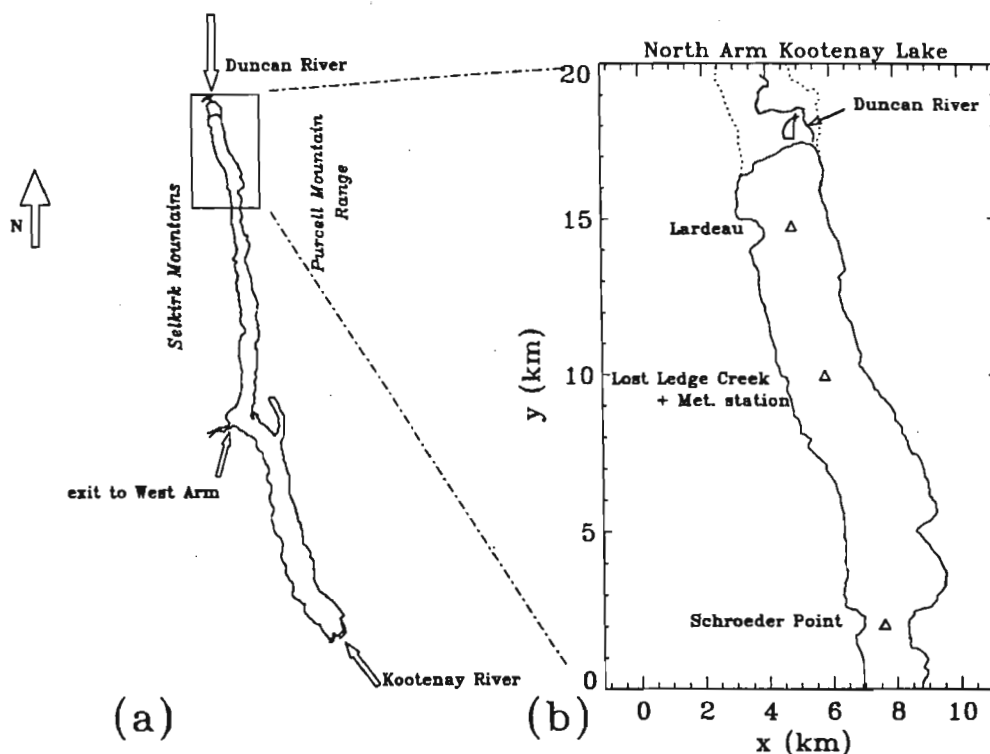 Duncan River
N
Selkirk Mountains
Purcell Mountain
Range
exit to West Arm
Kootenay River
(a)
North Arm Kootenay Lake
20
15
10
5
0
y (km)
Duncan River
Lardeau
Lost Ledge Creek
+ Met. station
Schroeder Point
0 2 4 6 8 10
x (km)
(b)